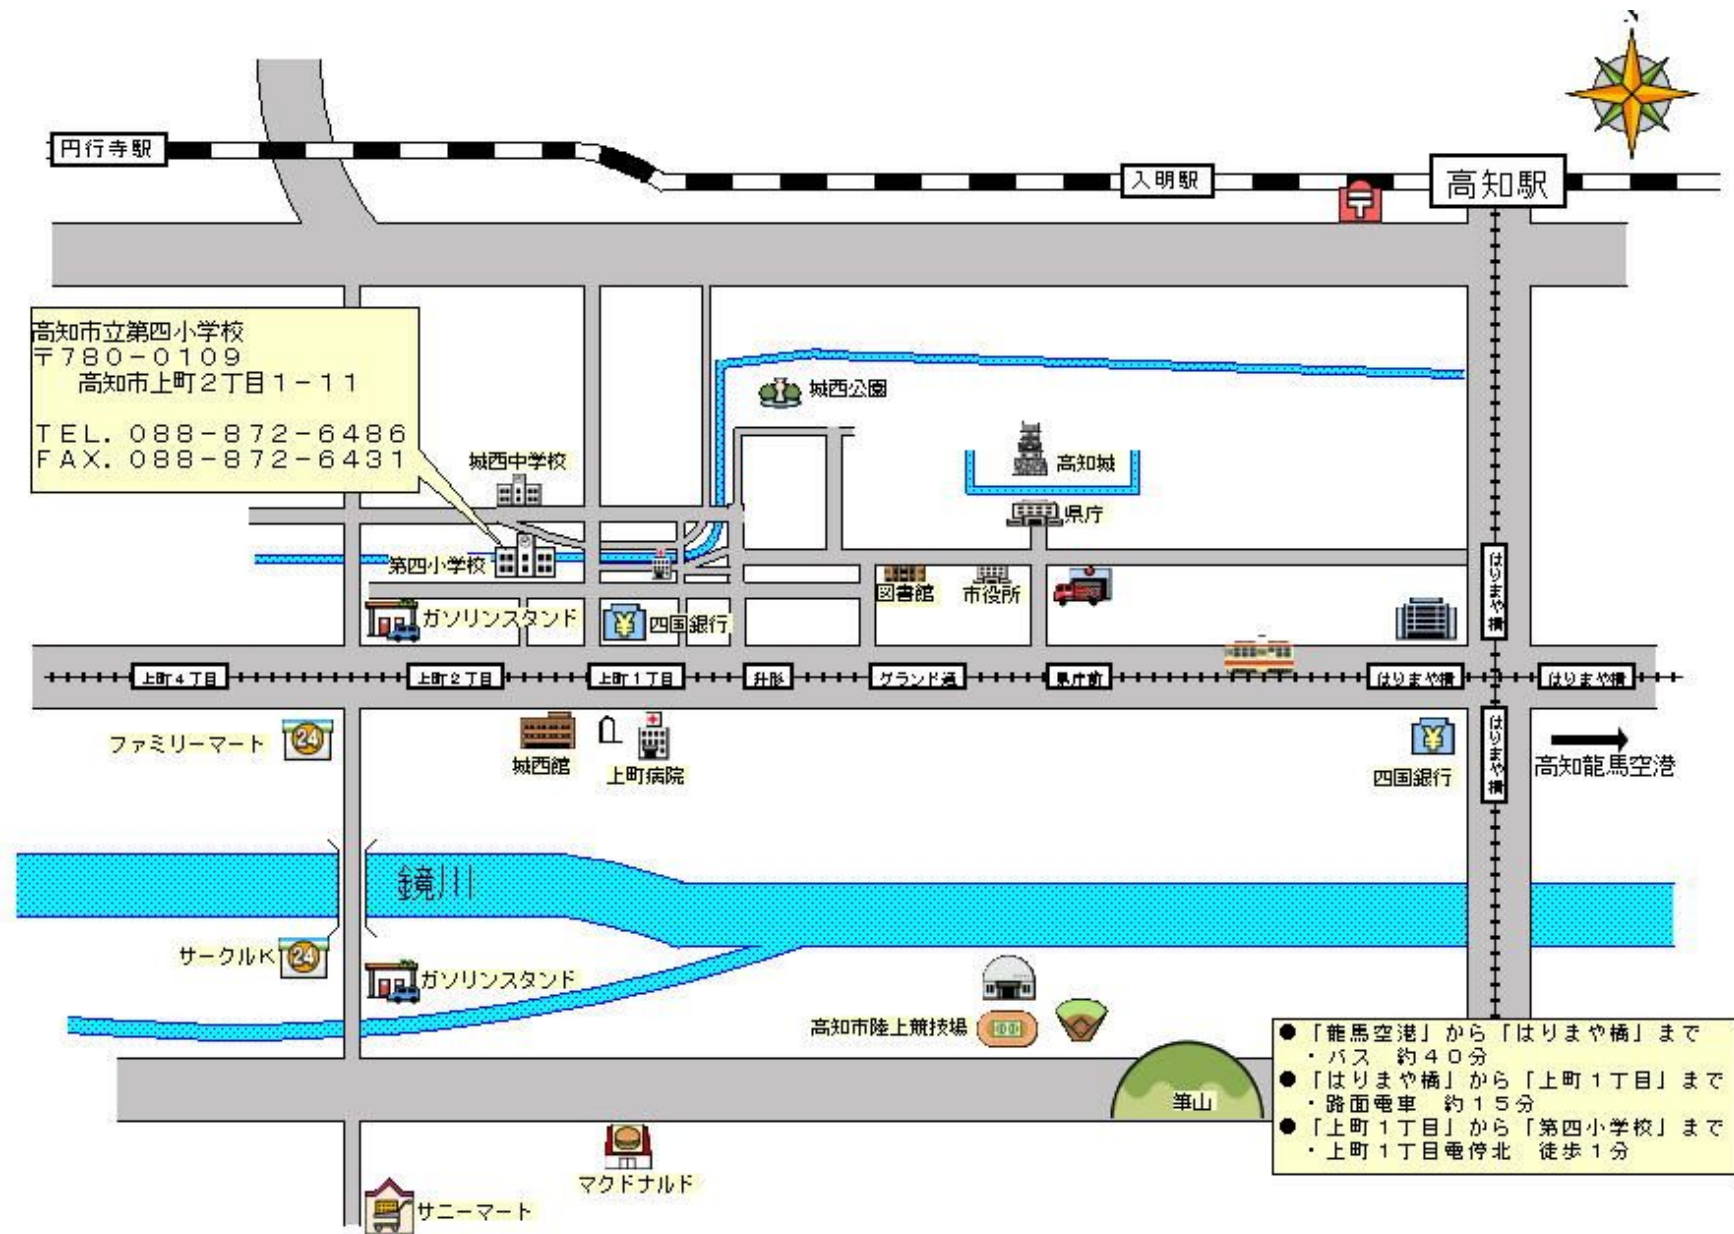 N
円行寺駅
入明駅
高知駅
高知市立第四小学校
〒780-0109
高知市上町2丁目1-11
TEL. 088-872-6486
FAX. 088-872-6431
城西公園
城西中学校
高知城
県庁
第四小学校
図書館
市役所
ガソリンスタンド
四国銀行
はりまや橋
上町4丁目
上町2丁目
上町1丁目
升形
グランド通
県庁前
はりまや橋
はりまや橋
はりまや橋
ファミリーマート
24
城西館
上町病院
四国銀行
高知龍馬空港
鏡川
サークルK
24
ガソリンスタンド
高知市陸上競技場
筆山
●「龍馬空港」から「はりまや橋」まで
・バス 約40分
●「はりまや橋」から「上町1丁目」まで
・路面電車 約15分
●「上町1丁目」から「第四小学校」まで
・上町1丁目電停北 徒歩1分
マクドナルド
サニーマート